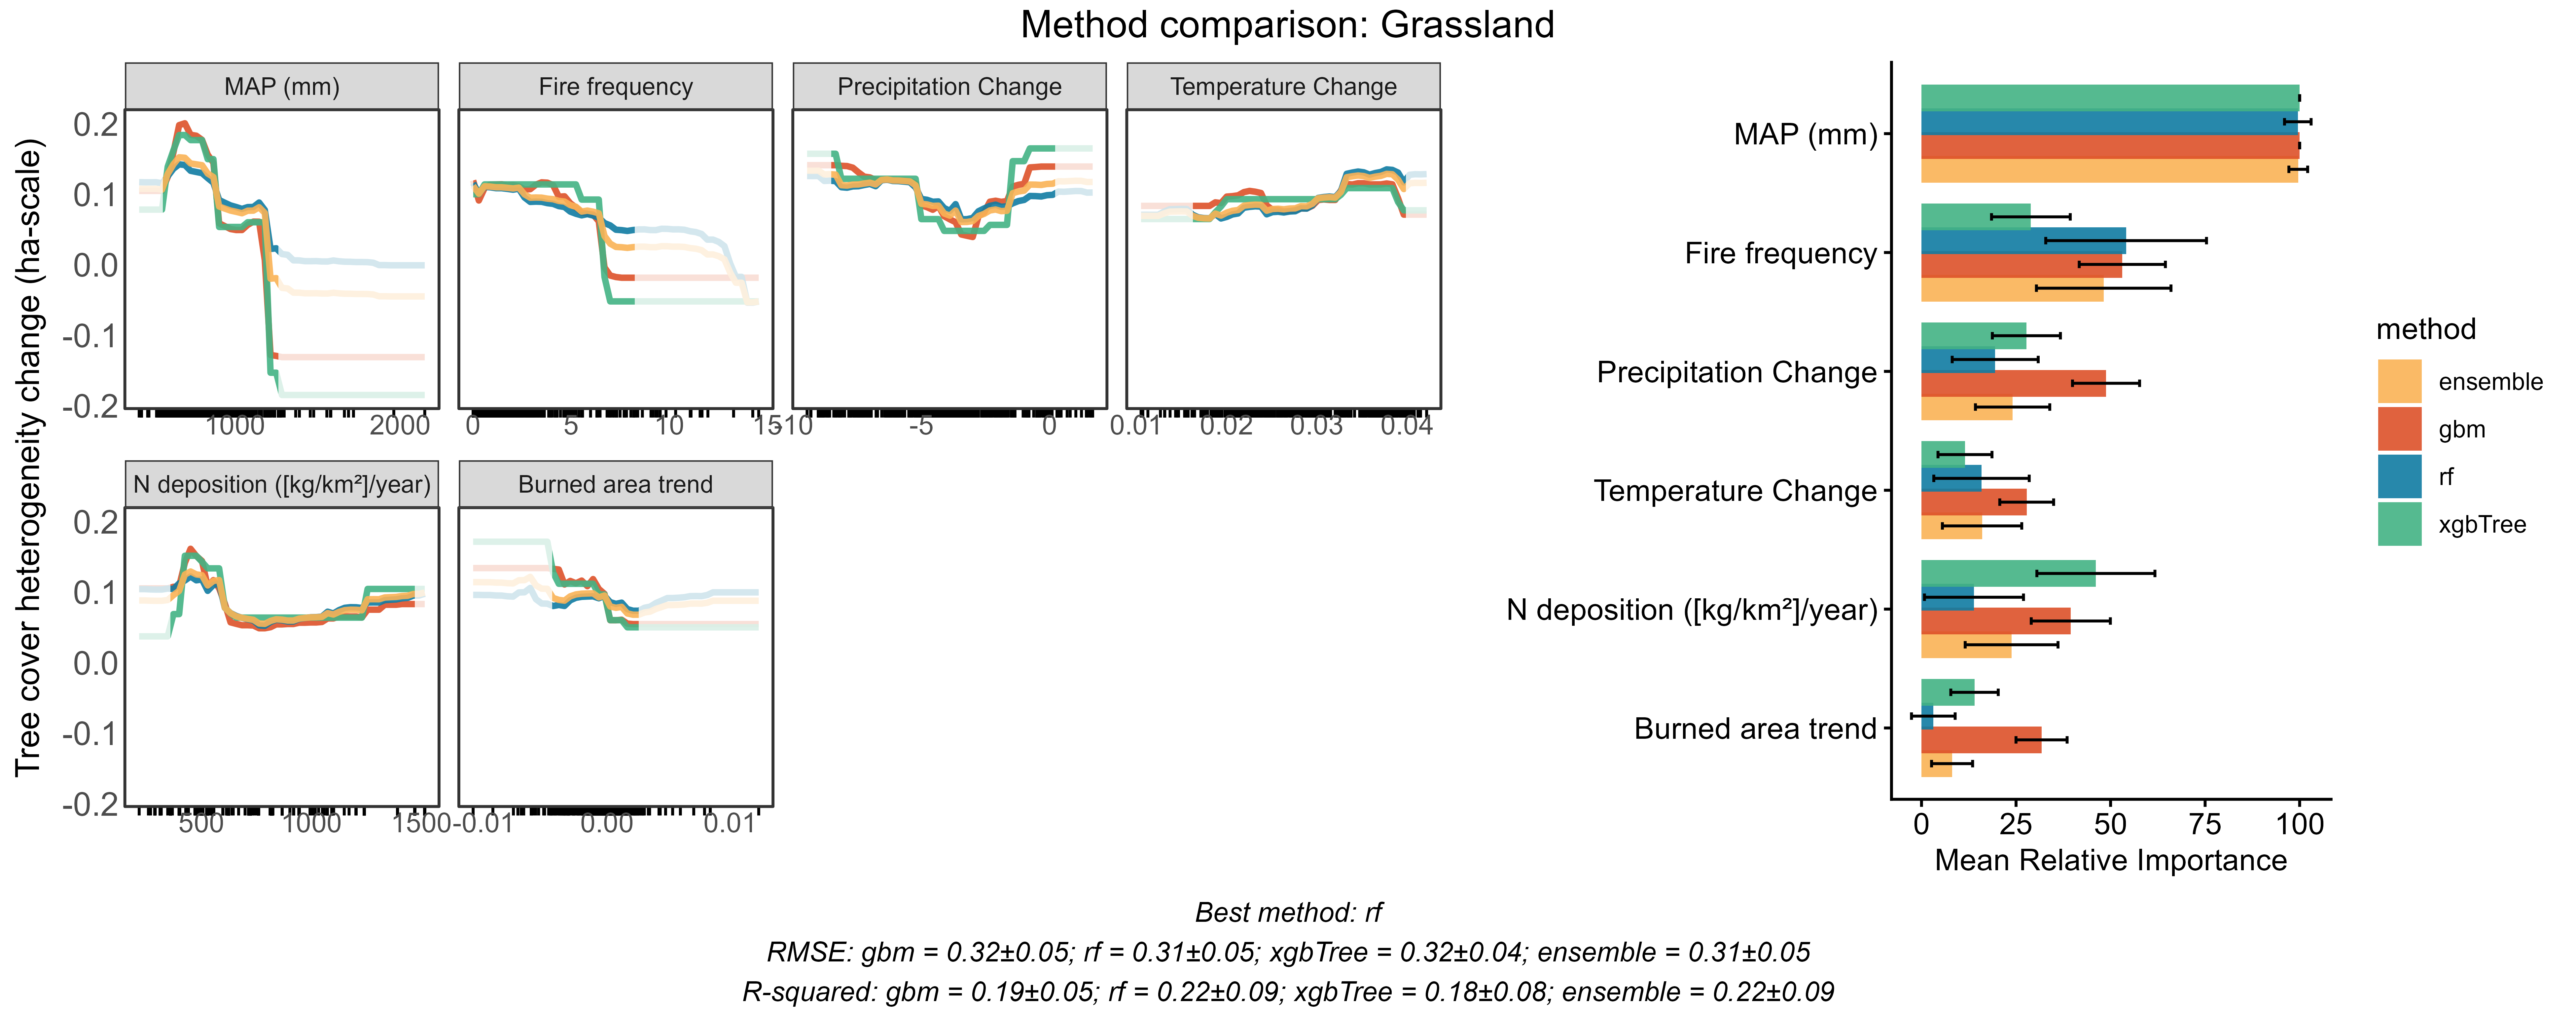 Method comparison: Grassland
Tree cover heterogeneity change (ha-scale)
MAP (mm)
Fire frequency
Precipitation Change
Temperature Change
0.2
0.1
0.0
-0.1
-0.2
1000 2000
0 5 10 15
-10 -5 0
0.01 0.02 0.03 0.04
N deposition ([kg/km²]/year)
Burned area trend
0.2
0.1
0.0
-0.1
-0.2
500 1000 1500
-0.01 0.00 0.01
MAP (mm)
Fire frequency
Precipitation Change
Temperature Change
N deposition ([kg/km²]/year)
Burned area trend
0 25 50 75 100
Mean Relative Importance
method
ensemble
gbm
rf
xgbTree
Best method: rf
RMSE: gbm = 0.32±0.05; rf = 0.31±0.05; xgbTree = 0.32±0.04; ensemble = 0.31±0.05
R-squared: gbm = 0.19±0.05; rf = 0.22±0.09; xgbTree = 0.18±0.08; ensemble = 0.22±0.09